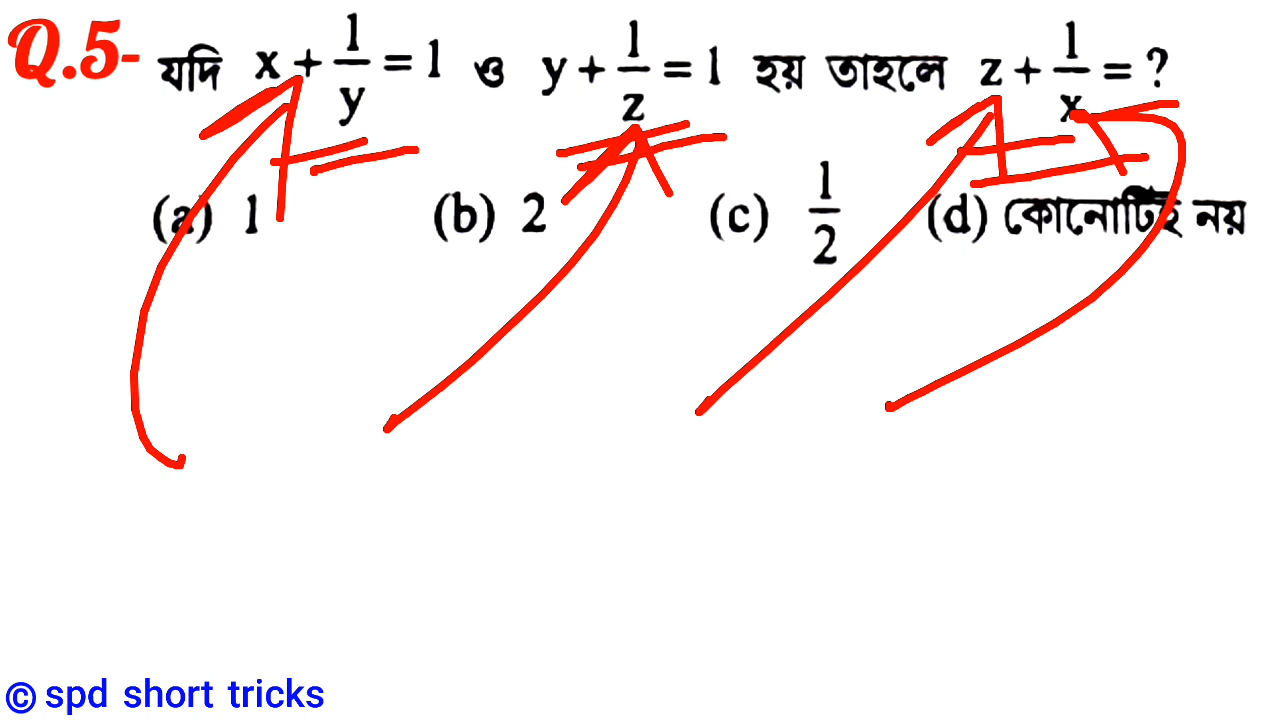 Q.5- যদি x + 1/y = 1 ও y + 1/z = 1 হয় তাহলে z + 1/x = ?
(a) 1 (b) 2 (c) 1/2 (d) কোনোটিই নয়
© spd short tricks